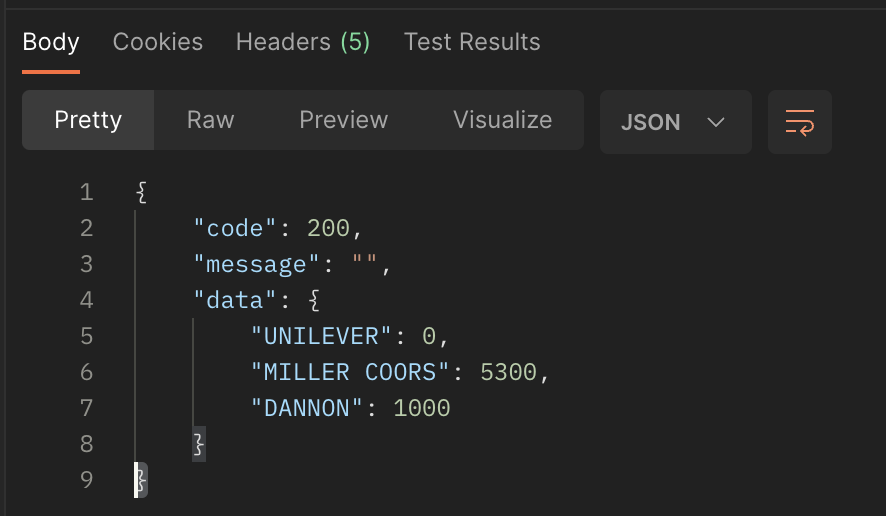 Body Cookies Headers (5) Test Results
Pretty Raw Preview Visualize JSON
1 {
2 "code": 200,
3 "message": "",
4 "data": {
5 "UNILEVER": 0,
6 "MILLER COORS": 5300,
7 "DANNON": 1000
8 }
9 }